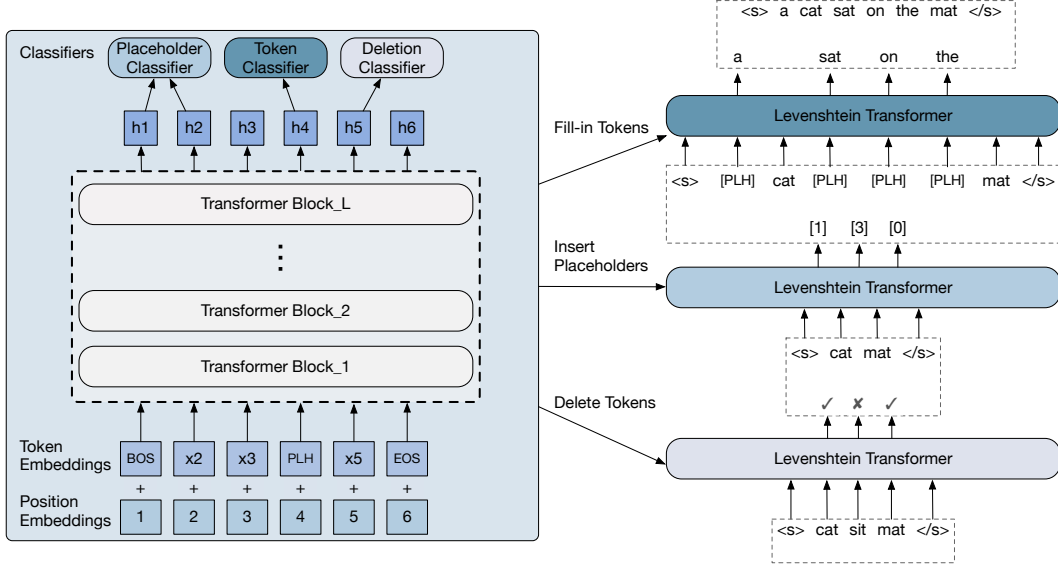 Classifiers
Placeholder
Classifier
Token
Classifier
Deletion
Classifier
h1 h2 h3 h4 h5 h6
Transformer Block_L
⋮
Transformer Block_2
Transformer Block_1
Token
Embeddings
BOS x2 x3 PLH x5 EOS
+ + + + + +
Position
Embeddings
1 2 3 4 5 6
Fill-in Tokens
Insert
Placeholders
Delete Tokens
<s> a cat sat on the mat </s>
a sat on the
Levenshtein Transformer
<s> [PLH] cat [PLH] [PLH] [PLH] mat </s>
[1] [3] [0]
Levenshtein Transformer
<s> cat mat </s>
✓ ✘ ✓
Levenshtein Transformer
<s> cat sit mat </s>